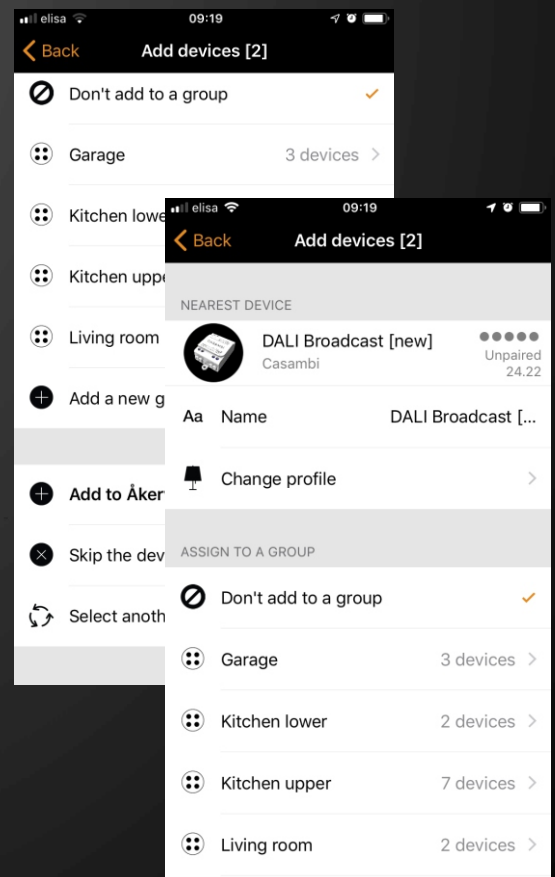 elisa 09:19
Back Add devices [2]
Don't add to a group
Garage 3 devices
Kitchen lowe
Kitchen uppe
Living room
Add a new g
Add to Åker
Skip the dev
Select anoth
elisa 09:19
Back Add devices [2]
NEAREST DEVICE
DALI Broadcast [new]
Casambi
Unpaired
24.22
Aa Name DALI Broadcast [...
Change profile
ASSIGN TO A GROUP
Don't add to a group
Garage 3 devices
Kitchen lower 2 devices
Kitchen upper 7 devices
Living room 2 devices